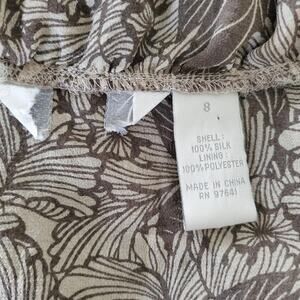 8
SHELL:
100% SILK
LINING:
100% POLYESTER
MADE IN CHINA
RN 97641